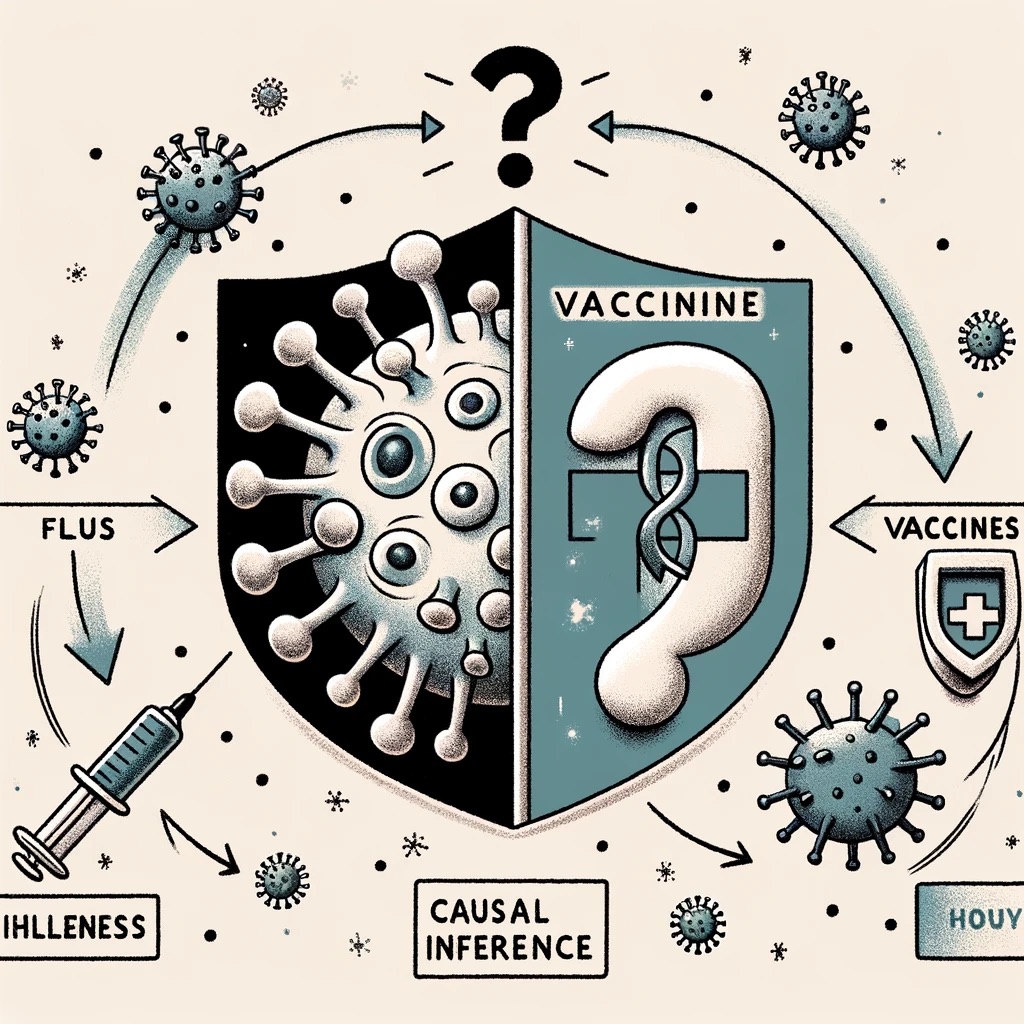 ?
VACCININE
FLUS
VACCINES
IHLLENESS
CAUSAL
INFERENCE
HOUY